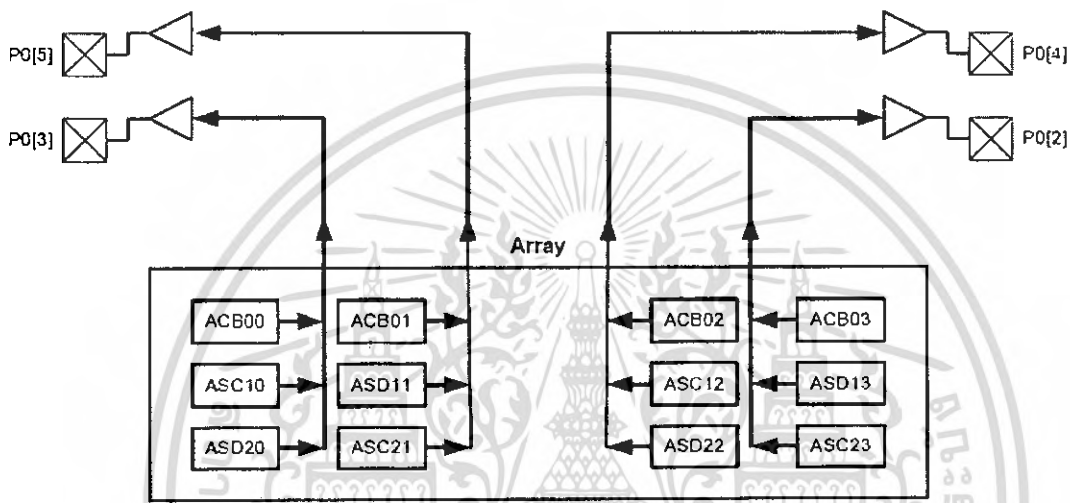 P0[5]
P0[4]
P0[3]
P0[2]
Array
ACB00
ACB01
ACB02
ACB03
ASC10
ASD11
ASC12
ASD13
ASD20
ASC21
ASD22
ASC23